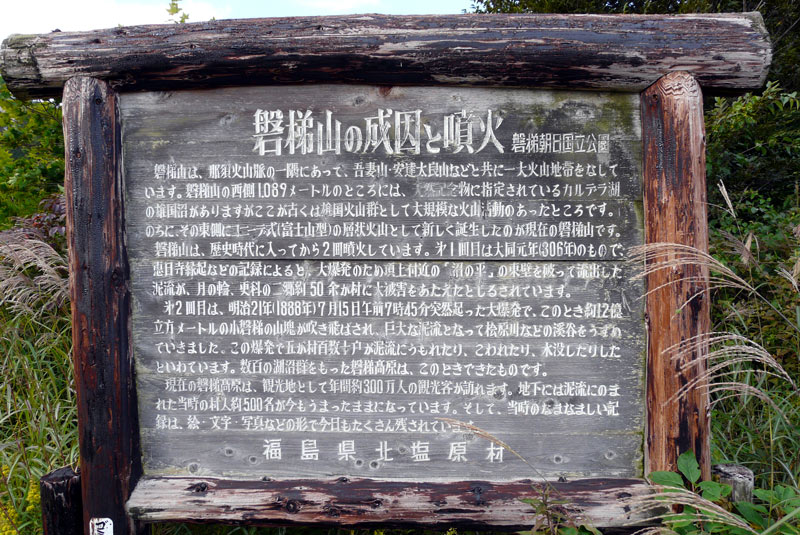 磐梯山の成因と噴火 磐梯朝日国立公園
磐梯山は、那須火山脈の一隅にあって、吾妻山・安達太良山などと共に一大火山地帯をなして
います。磐梯山の西側1,089メートルのところには、天然記念物に指定されているカルデラ湖
の雄国沼がありますがここが古くは雄国火山群として大規模な火山活動のあったところです。
のちに、その東側にコニーデ式(富士山型)の層状火山として新しく誕生したのが現在の磐梯山です。
磐梯山は、歴史時代に入ってから2回噴火しています。第1回目は大同元年(806年)のもので、
恵日寺縁起などの記録によると、大爆発のため頂上付近の"沼の平"の東壁を破って流出した
泥流が、月の輪、更科の二郷約50余か村に大被害をあたえたとしるされています。
第2回目は、明治21年(1888年)7月15日午前7時45分突然起った大爆発で、このとき約12億
立方メートルの小磐梯の山塊が吹き飛ばされ、巨大な泥流となって桧原川などの渓谷をうずめ
ていきました。この爆発で五か村百数十戸が泥流にうもれたり、こわれたり、水没したりした
といわれています。数百の湖沼群をもった磐梯高原は、このときできたものです。
現在の磐梯高原は、観光地として年間約300万人の観光客が訪れます。地下には泥流にのま
れた当時の村人約500名が今もうまったままになっています。そして、当時のなまなましい記
録は、絵・文字・写真などの形で今日もたくさん残されています
福島県北塩原村